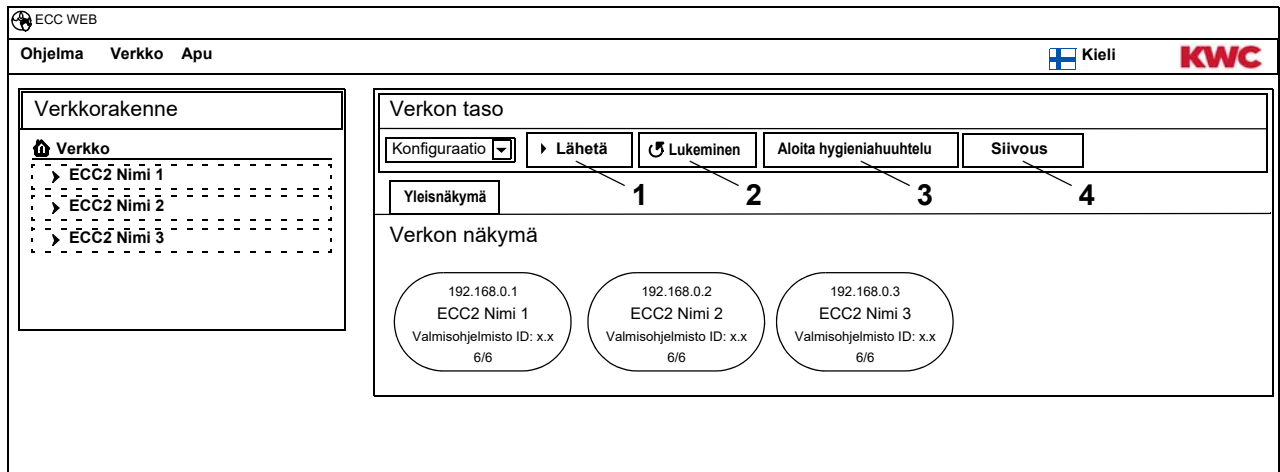 ECC WEB
Ohjelma Verkko Apu Kieli KWC
Verkkorakenne
Verkko
ECC2 Nimi 1
ECC2 Nimi 2
ECC2 Nimi 3
Verkon taso
Konfiguraatio Lähetä Lukeminen Aloita hygieniahuuhtelu Siivous
1 2 3 4
Yleisnäkymä
Verkon näkymä
192.168.0.1
ECC2 Nimi 1
Valmisohjelmisto ID: x.x
6/6
192.168.0.2
ECC2 Nimi 2
Valmisohjelmisto ID: x.x
6/6
192.168.0.3
ECC2 Nimi 3
Valmisohjelmisto ID: x.x
6/6